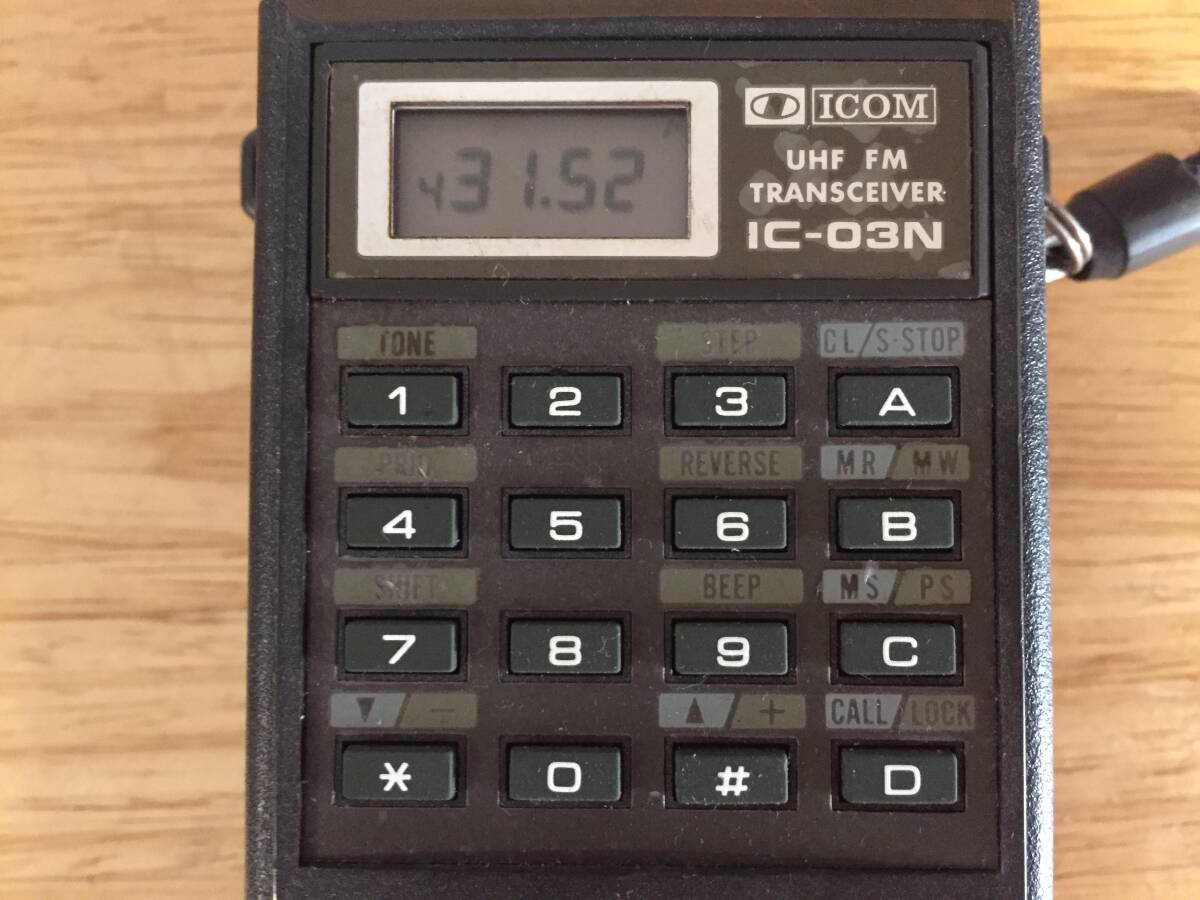 431.52
ICOM
UHF FM
TRANSCEIVER
IC-03N
TONE STEP CL/S·STOP
1 2 3 A
REVERSE MR/MW
4 5 6 B
SHIFT BEEP MS/PS
7 8 9 C
▼/− ▲/+ CALL/LOCK
* 0 # D